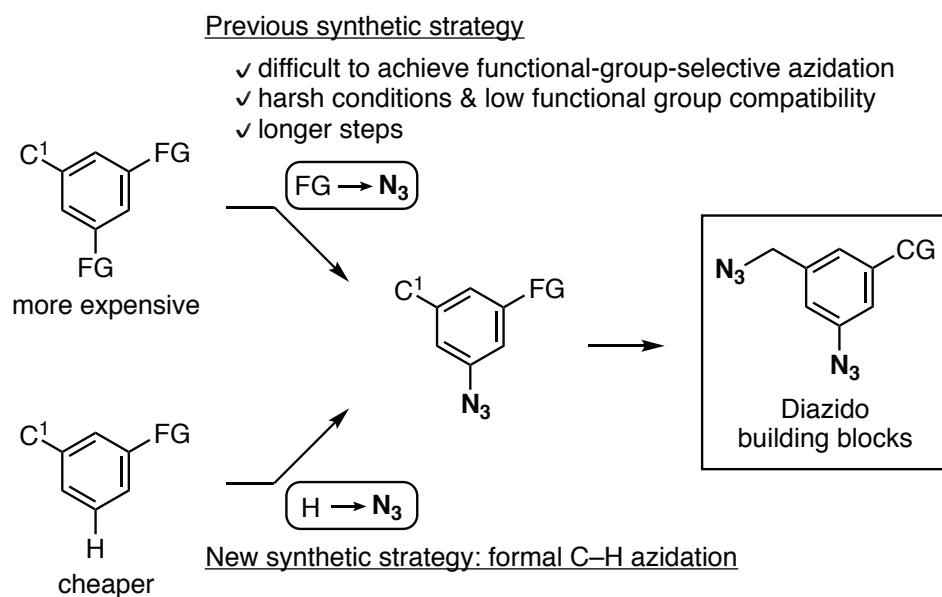 Previous synthetic strategy
✓ difficult to achieve functional-group-selective azidation
✓ harsh conditions & low functional group compatibility
✓ longer steps
C¹
FG
FG
more expensive
FG → N₃
C¹
FG
N₃
N₃
CG
N₃
Diazido
building blocks
C¹
FG
H
cheaper
H → N₃
New synthetic strategy: formal C–H azidation